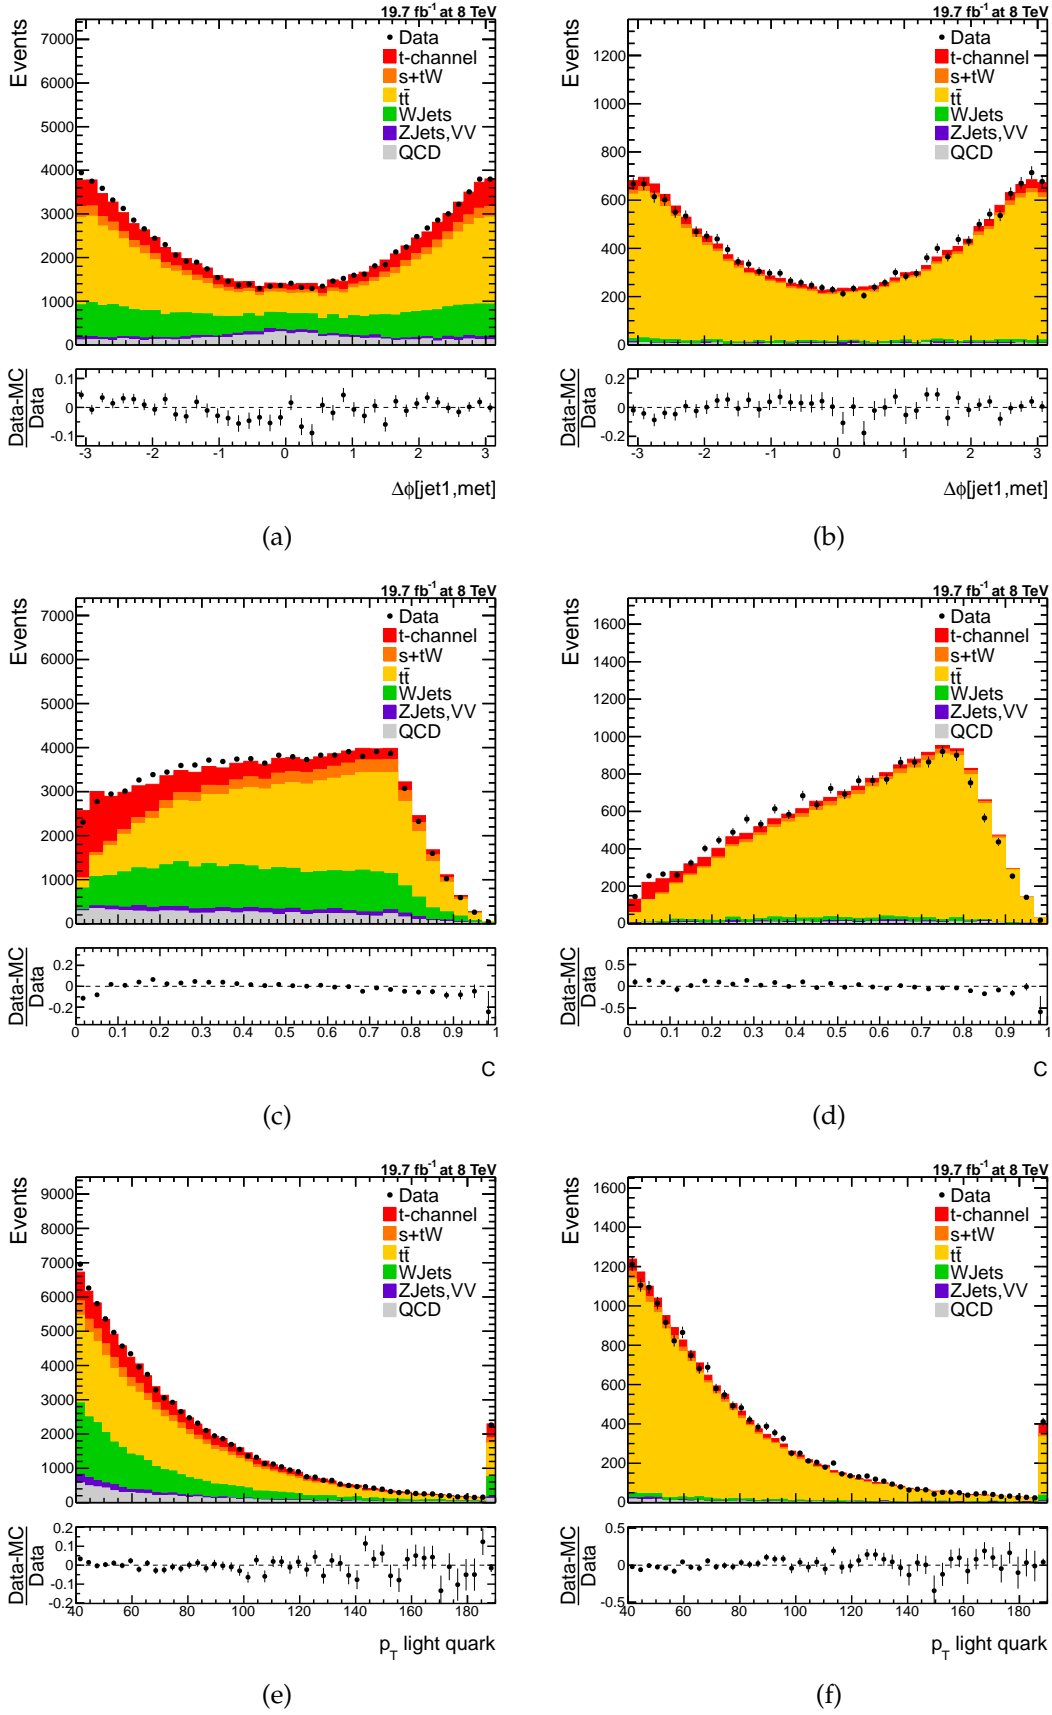 19.7 fb⁻¹ at 8 TeV
Events
7000
6000
5000
4000
3000
2000
1000
0
Data
t-channel
s+tW
tt̄
WJets
ZJets,VV
QCD
Data-MC
Data
0.1
0
-0.1
-3 -2 -1 0 1 2 3
Δϕ[jet1,met]
(a)
19.7 fb⁻¹ at 8 TeV
Events
1200
1000
800
600
400
200
0
Data
t-channel
s+tW
tt̄
WJets
ZJets,VV
QCD
Data-MC
Data
0.2
0
-0.2
-3 -2 -1 0 1 2 3
Δϕ[jet1,met]
(b)
19.7 fb⁻¹ at 8 TeV
Events
7000
6000
5000
4000
3000
2000
1000
0
Data
t-channel
s+tW
tt̄
WJets
ZJets,VV
QCD
Data-MC
Data
0.2
0
-0.2
0 0.1 0.2 0.3 0.4 0.5 0.6 0.7 0.8 0.9 1
C
(c)
19.7 fb⁻¹ at 8 TeV
Events
1600
1400
1200
1000
800
600
400
200
0
Data
t-channel
s+tW
tt̄
WJets
ZJets,VV
QCD
Data-MC
Data
0.5
0
-0.5
0 0.1 0.2 0.3 0.4 0.5 0.6 0.7 0.8 0.9 1
C
(d)
19.7 fb⁻¹ at 8 TeV
Events
9000
8000
7000
6000
5000
4000
3000
2000
1000
0
Data
t-channel
s+tW
tt̄
WJets
ZJets,VV
QCD
Data-MC
Data
0.2
0.1
0
-0.1
-0.2
40 60 80 100 120 140 160 180
p_T light quark
(e)
19.7 fb⁻¹ at 8 TeV
Events
1600
1400
1200
1000
800
600
400
200
0
Data
t-channel
s+tW
tt̄
WJets
ZJets,VV
QCD
Data-MC
Data
0.5
0
-0.5
40 60 80 100 120 140 160 180
p_T light quark
(f)